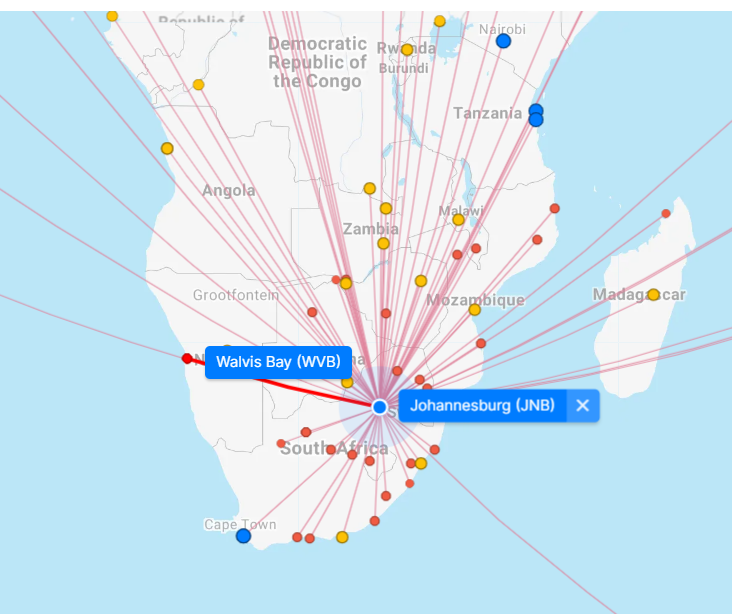 Republic of
Nairobi
Democratic
Republic of
the Congo
Rwanda
Burundi
Tanzania
Angola
Malawi
Zambia
Grootfontein
Mozambique
Madagascar
Walvis Bay (WVB)
Johannesburg (JNB)
South Africa
Cape Town